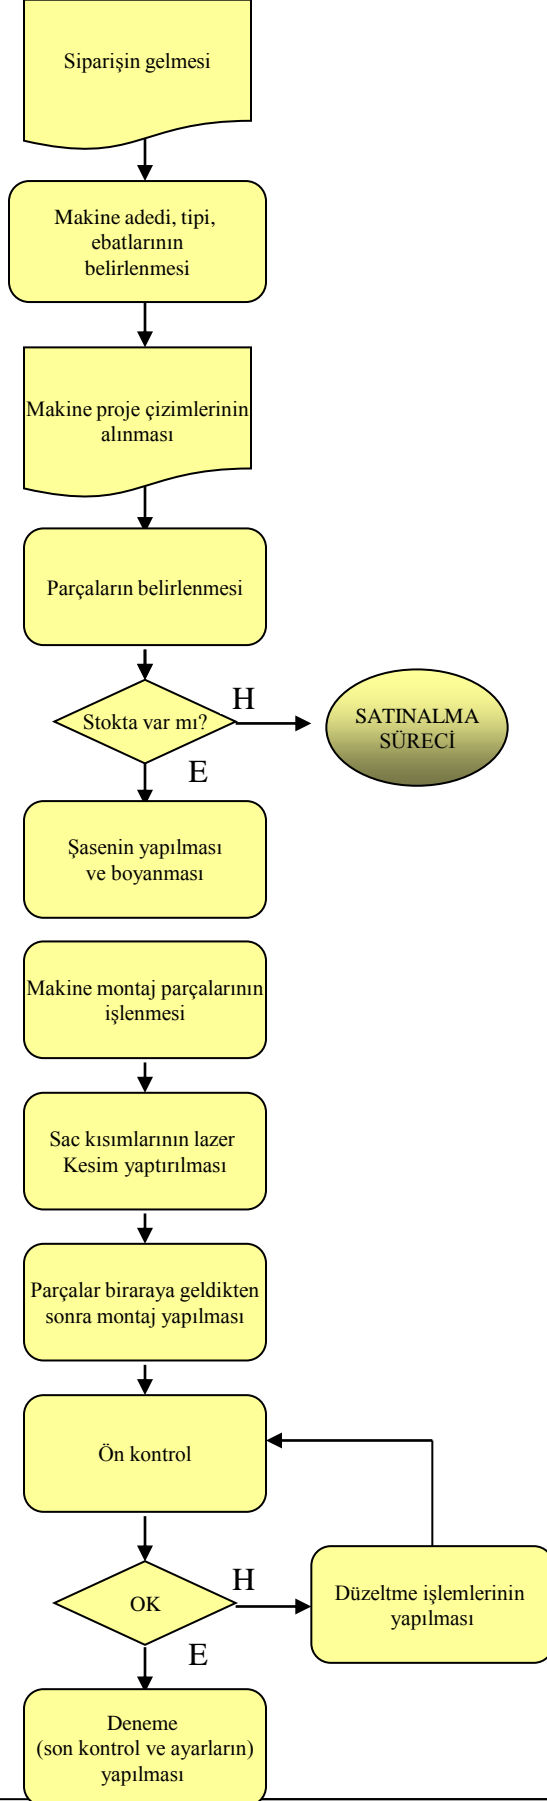 Siparişin gelmesi
Makine adedi, tipi,
ebatlarının
belirlenmesi
Makine proje çizimlerinin
alınması
Parçaların belirlenmesi
Stokta var mı?
H
SATINALMA
SÜRECİ
E
Şasenin yapılması
ve boyanması
Makine montaj parçalarının
işlenmesi
Sac kısımlarının lazer
Kesim yaptırılması
Parçalar biraraya geldikten
sonra montaj yapılması
Ön kontrol
OK
H
Düzeltme işlemlerinin
yapılması
E
Deneme
(son kontrol ve ayarların)
yapılması